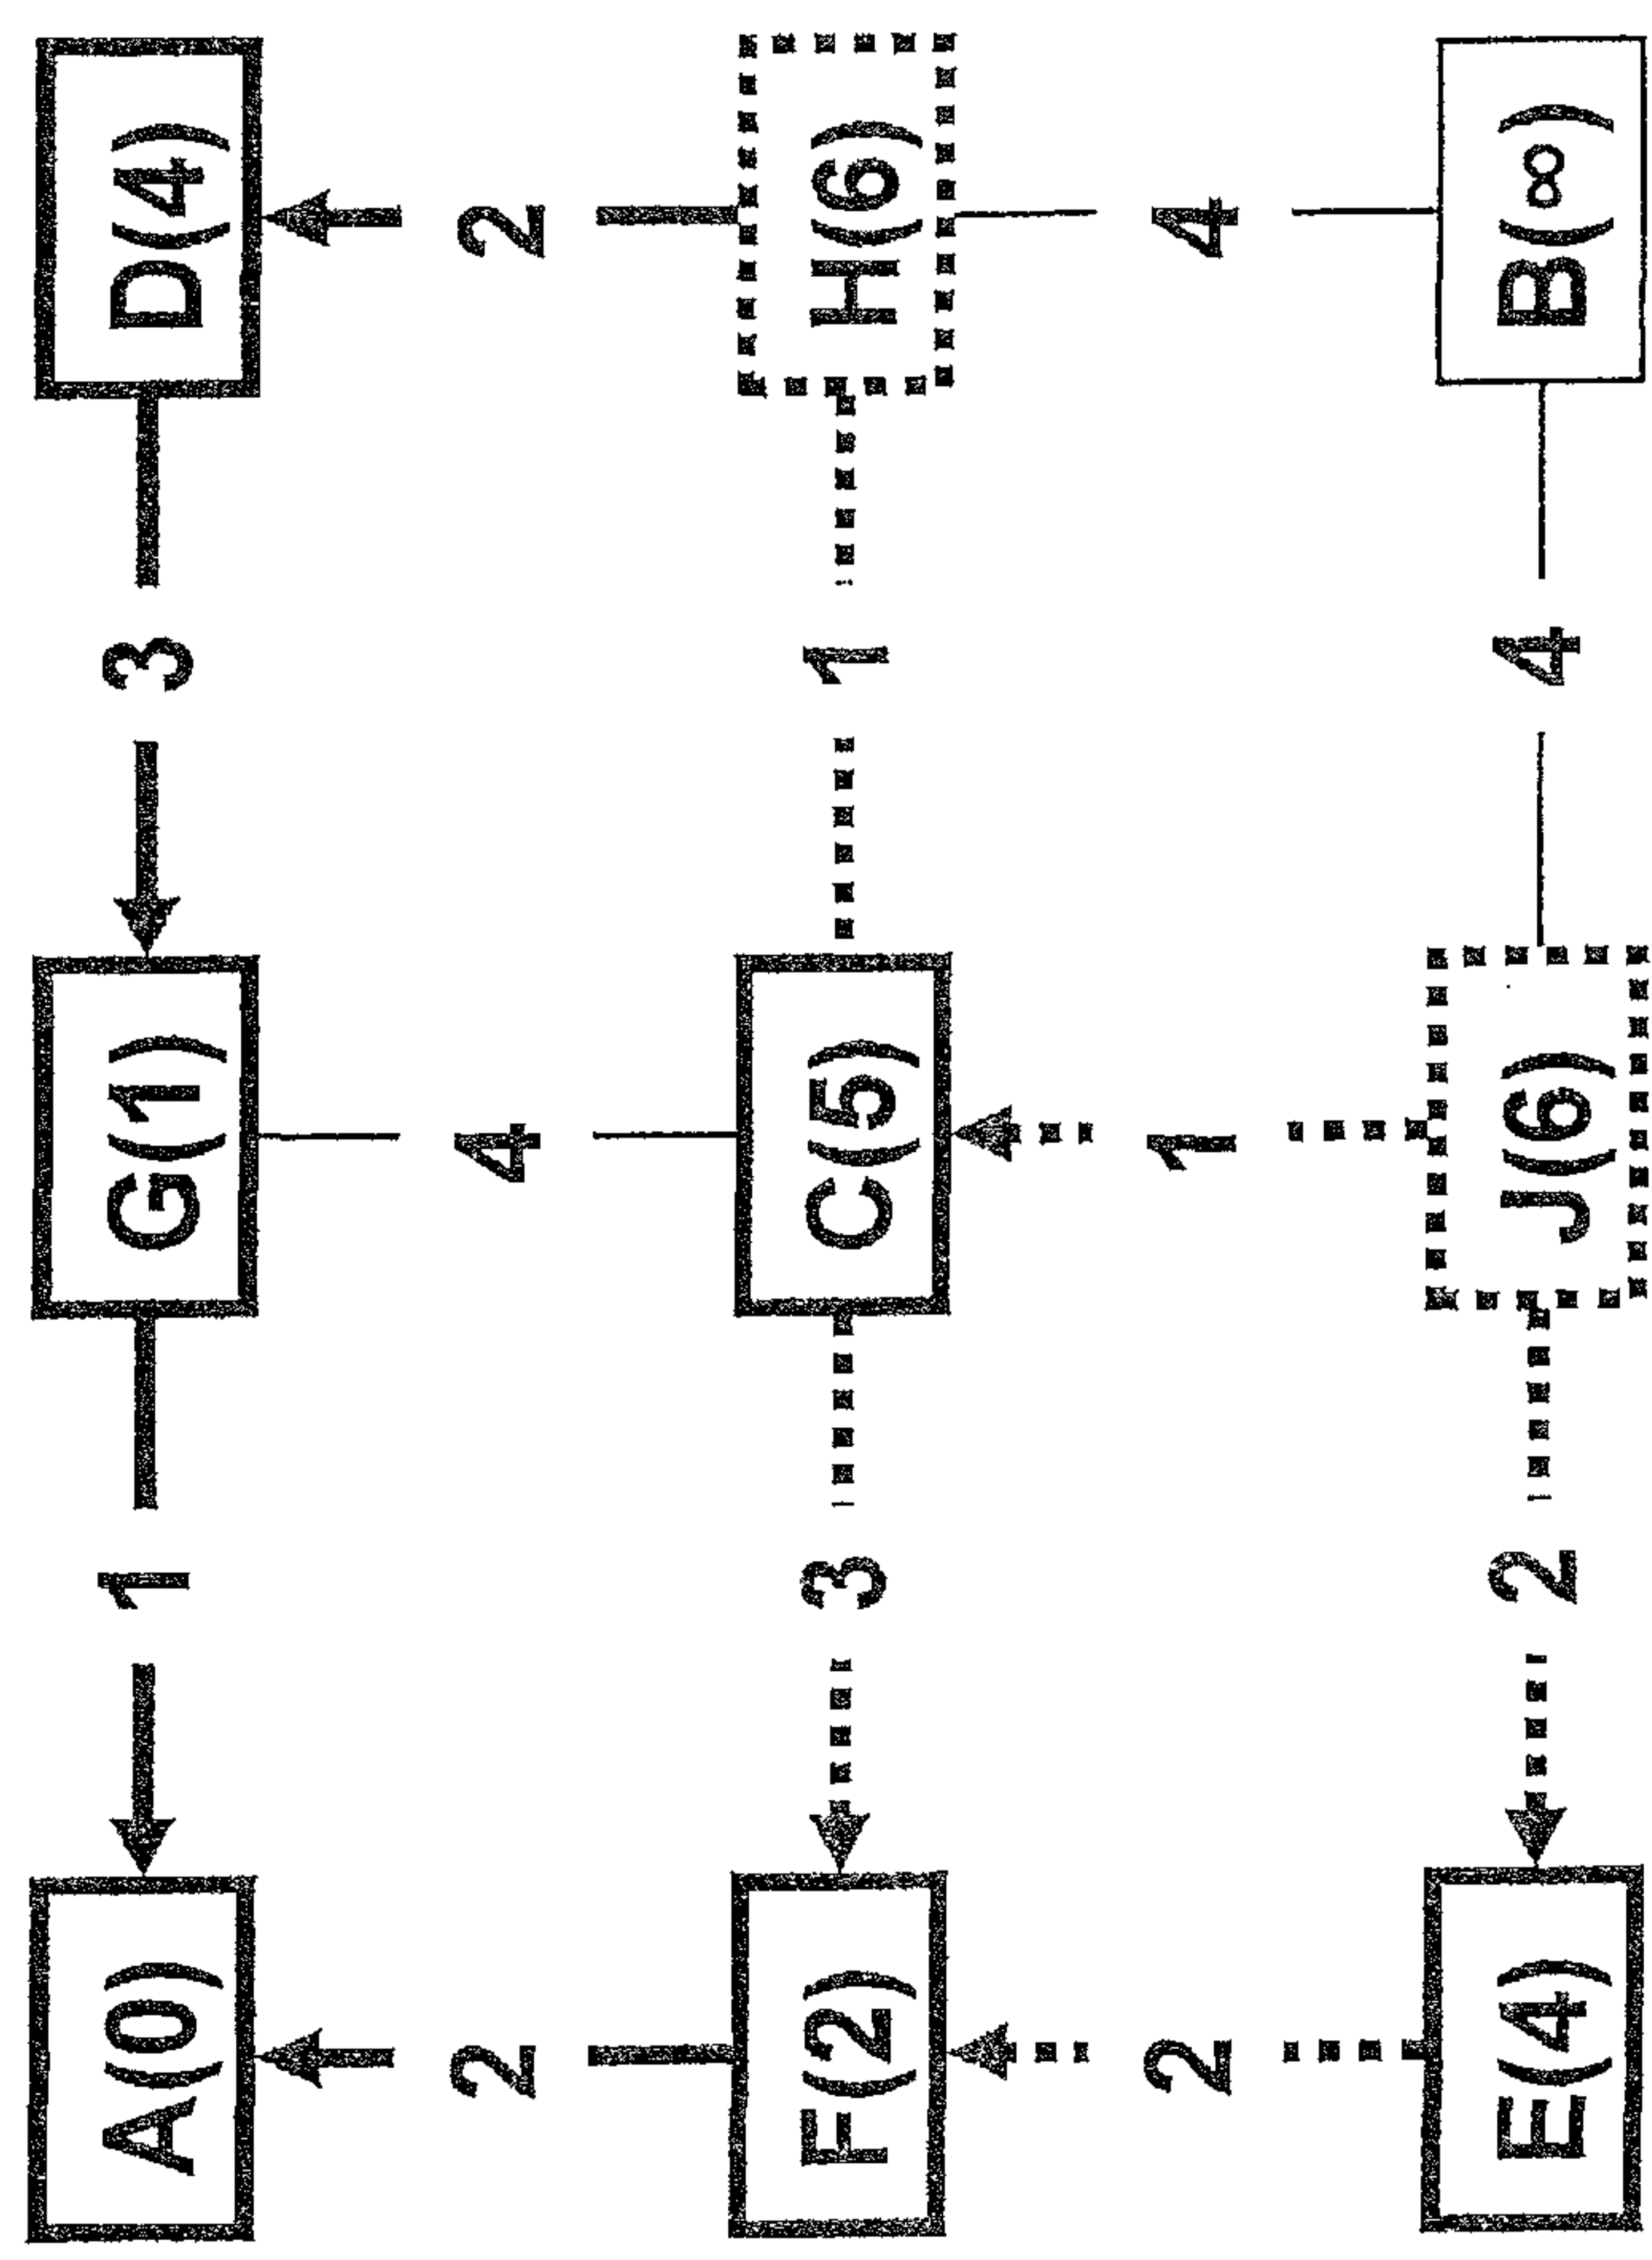 A(0) 1 G(1) 3 D(4)
2 4 2
F(2) 3 C(5) 1 H(6)
2 1 4
E(4) 2 J(6) 4 B(∞)